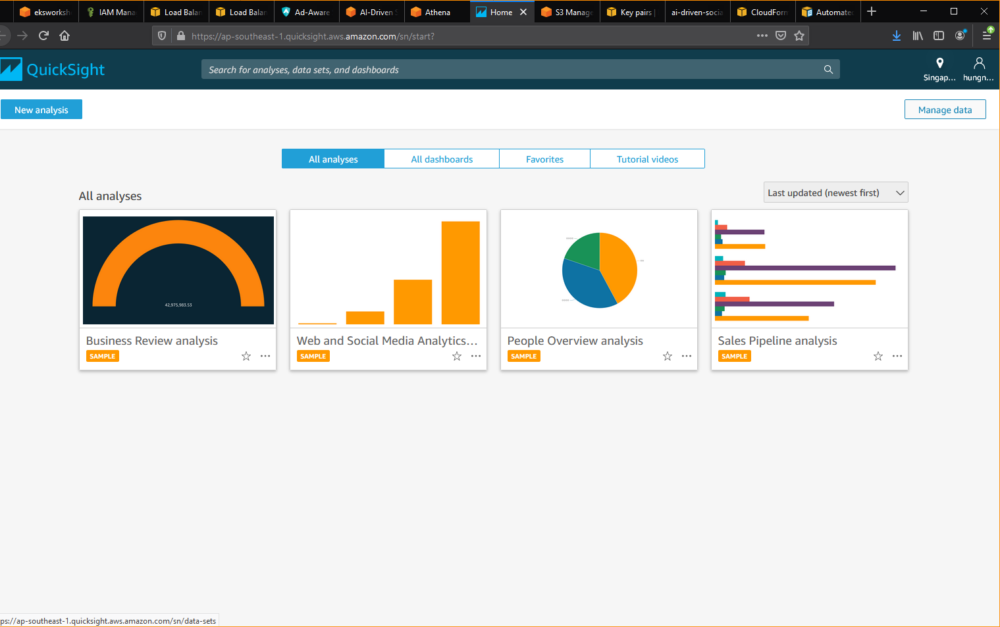 eksworksh
IAM Mana
Load Balan
Load Balan
Ad-Aware
AI-Driven S
Athena
Home
S3 Manage
Key pairs |
ai-driven-socia
CloudForm
Automated
https://ap-southeast-1.quicksight.aws.amazon.com/sn/start?
QuickSight
Search for analyses, data sets, and dashboards
Singap...
hungn...
New analysis
Manage data
All analyses
All dashboards
Favorites
Tutorial videos
All analyses
Last updated (newest first)
42,975,983.53
Business Review analysis
SAMPLE
Web and Social Media Analytics...
SAMPLE
People Overview analysis
SAMPLE
Sales Pipeline analysis
SAMPLE
ps://ap-southeast-1.quicksight.aws.amazon.com/sn/data-sets